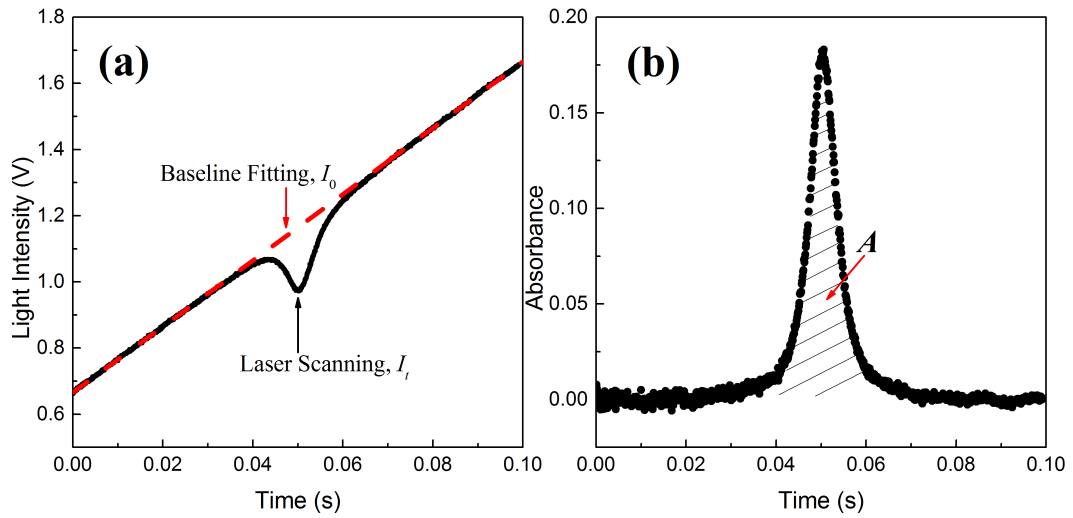 (a)
1.8
1.6
1.4
1.2
1.0
0.8
0.6
Light Intensity (V)
Baseline Fitting, I0
Laser Scanning, It
0.00 0.02 0.04 0.06 0.08 0.10
Time (s)
(b)
0.20
0.15
0.10
0.05
0.00
Absorbance
A
0.00 0.02 0.04 0.06 0.08 0.10
Time (s)